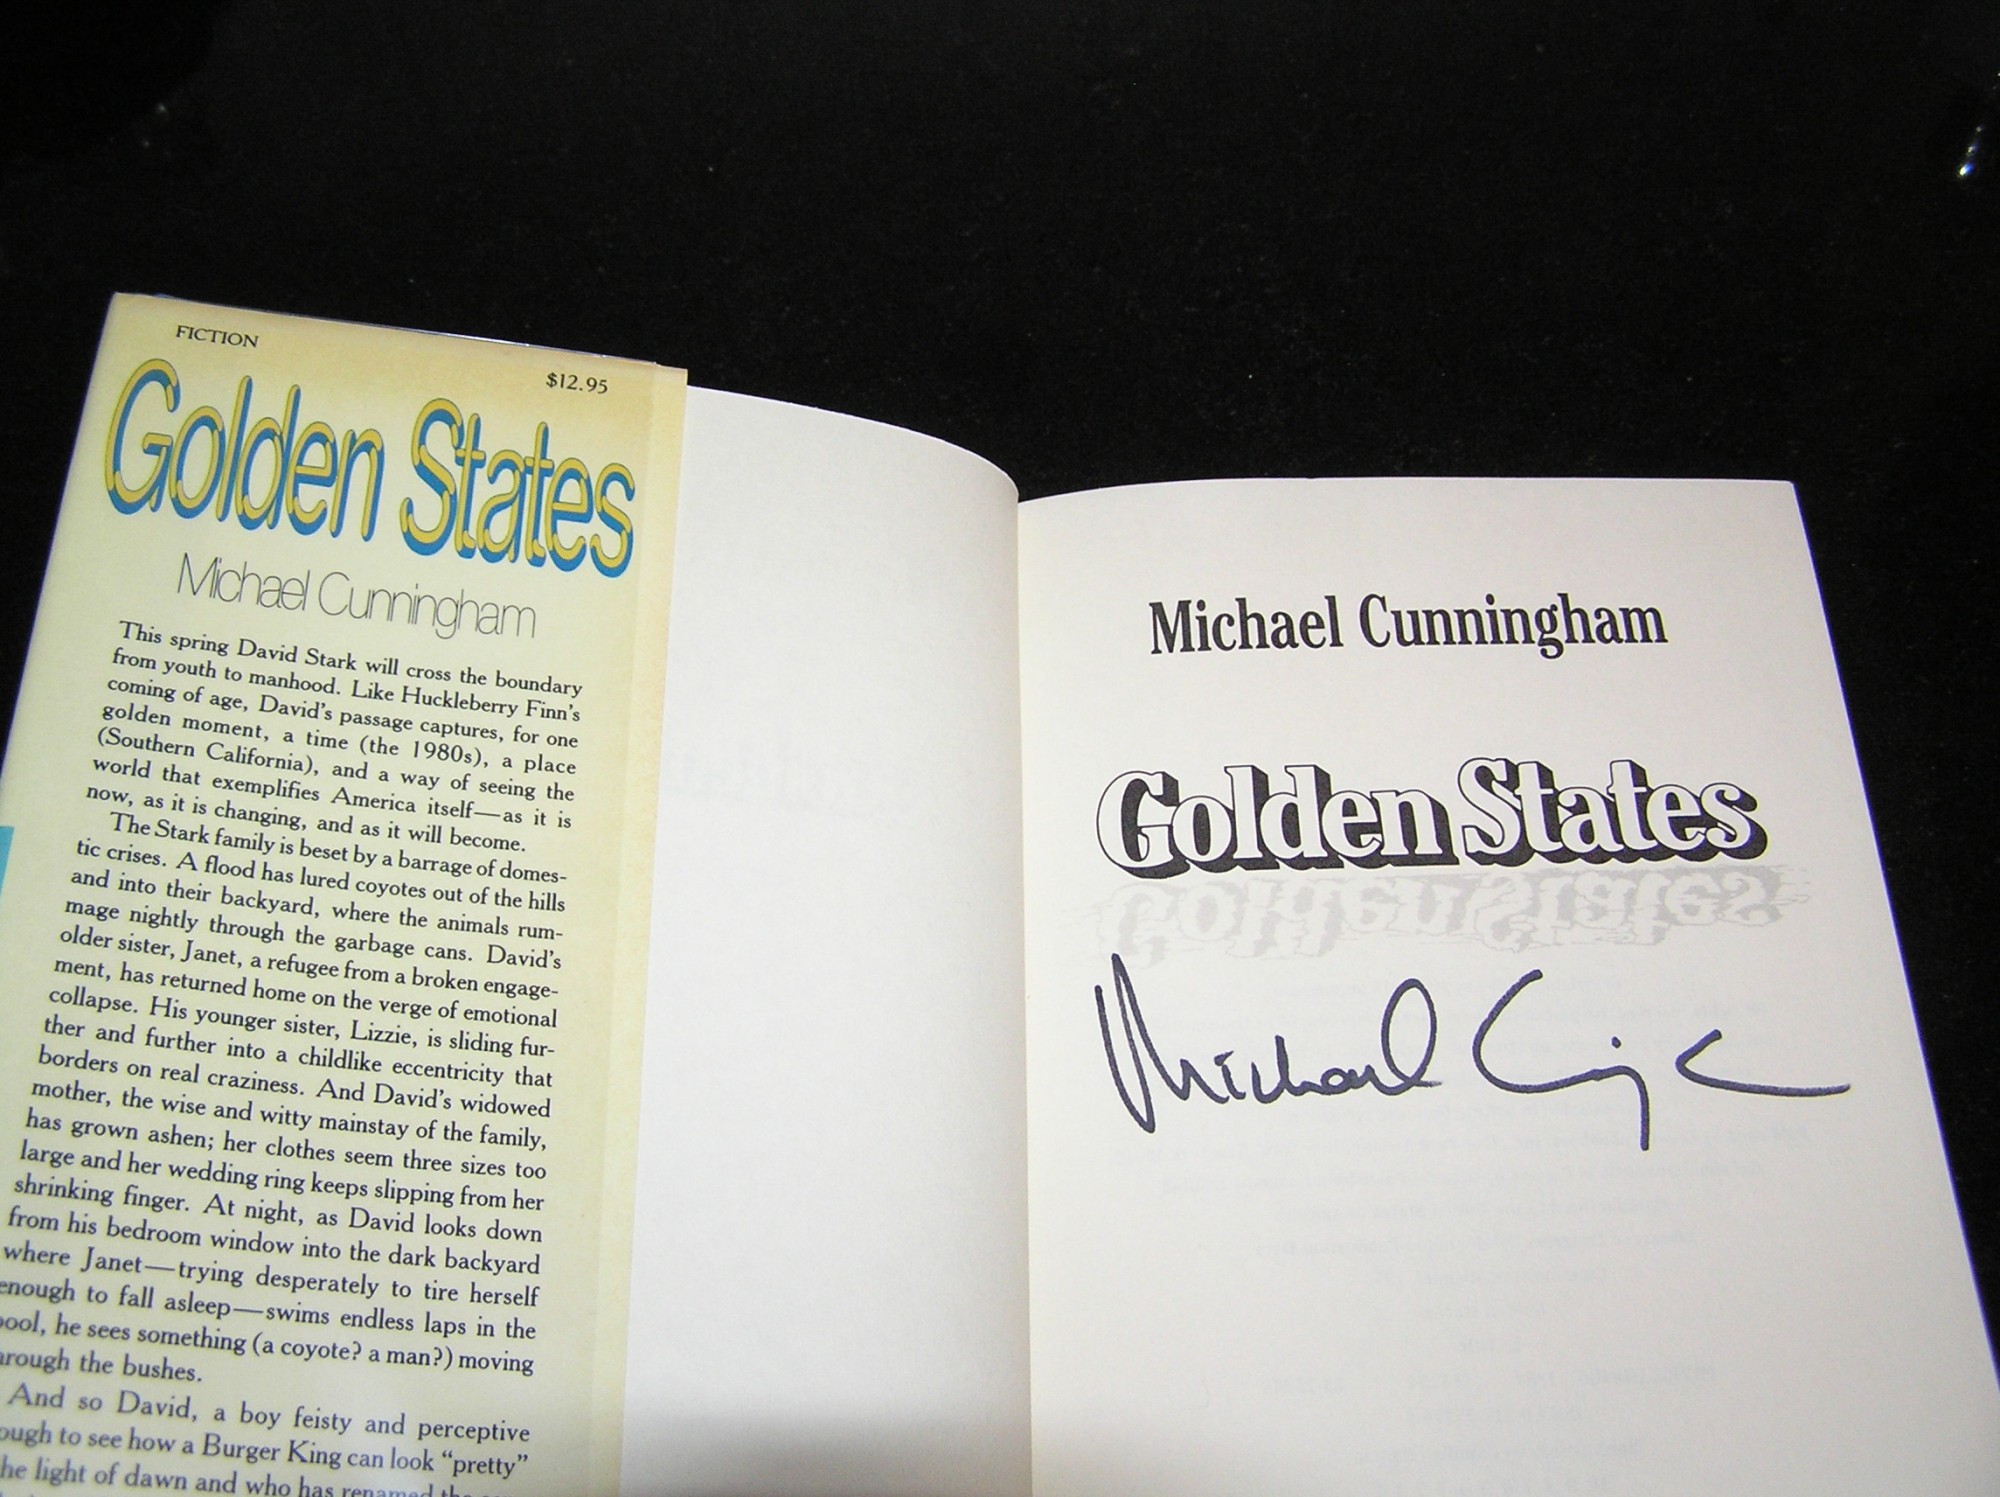 FICTION
$12.95
Golden States
Michael Cunningham
This spring David Stark will cross the boundary
from youth to manhood. Like Huckleberry Finn's
coming of age, David's passage captures, for one
golden moment, a time (the 1980s), a place
(Southern California), and a way of seeing the
world that exemplifies America itself—as it is
now, as it is changing, and as it will become.
The Stark family is beset by a barrage of domes-
tic crises. A flood has lured coyotes out of the hills
and into their backyard, where the animals rum-
mage nightly through the garbage cans. David's
older sister, Janet, a refugee from a broken engage-
ment, has returned home on the verge of emotional
collapse. His younger sister, Lizzie, is sliding fur-
ther and further into a childlike eccentricity that
borders on real craziness. And David's widowed
mother, the wise and witty mainstay of the family,
has grown ashen; her clothes seem three sizes too
large and her wedding ring keeps slipping from her
shrinking finger. At night, as David looks down
from his bedroom window into the dark backyard
where Janet—trying desperately to tire herself
enough to fall asleep—swims endless laps in the
pool, he sees something (a coyote? a man?) moving
through the bushes.
And so David, a boy feisty and perceptive
ough to see how a Burger King can look "pretty"
he light of dawn and who has renamed
Michael Cunningham
Golden States
Michael Cunningham